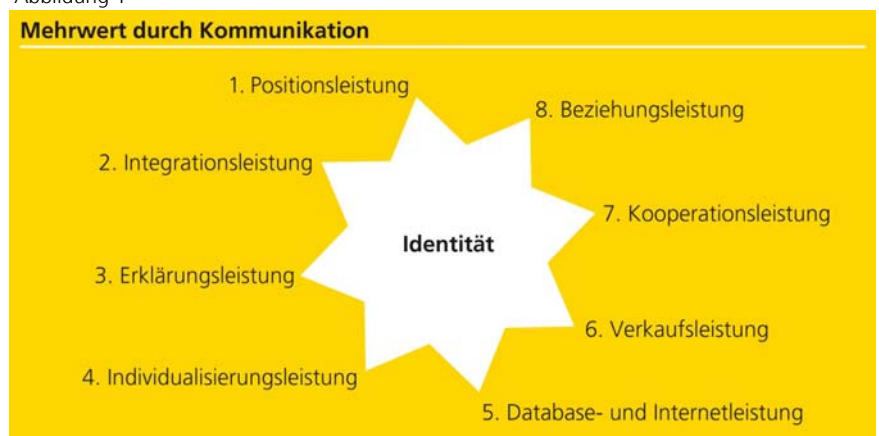 Abbildung 1
Mehrwert durch Kommunikation
1. Positionsleistung
2. Integrationsleistung
3. Erklärungsleistung
4. Individualisierungsleistung
5. Database- und Internetleistung
6. Verkaufsleistung
7. Kooperationsleistung
8. Beziehungsleistung
Identität